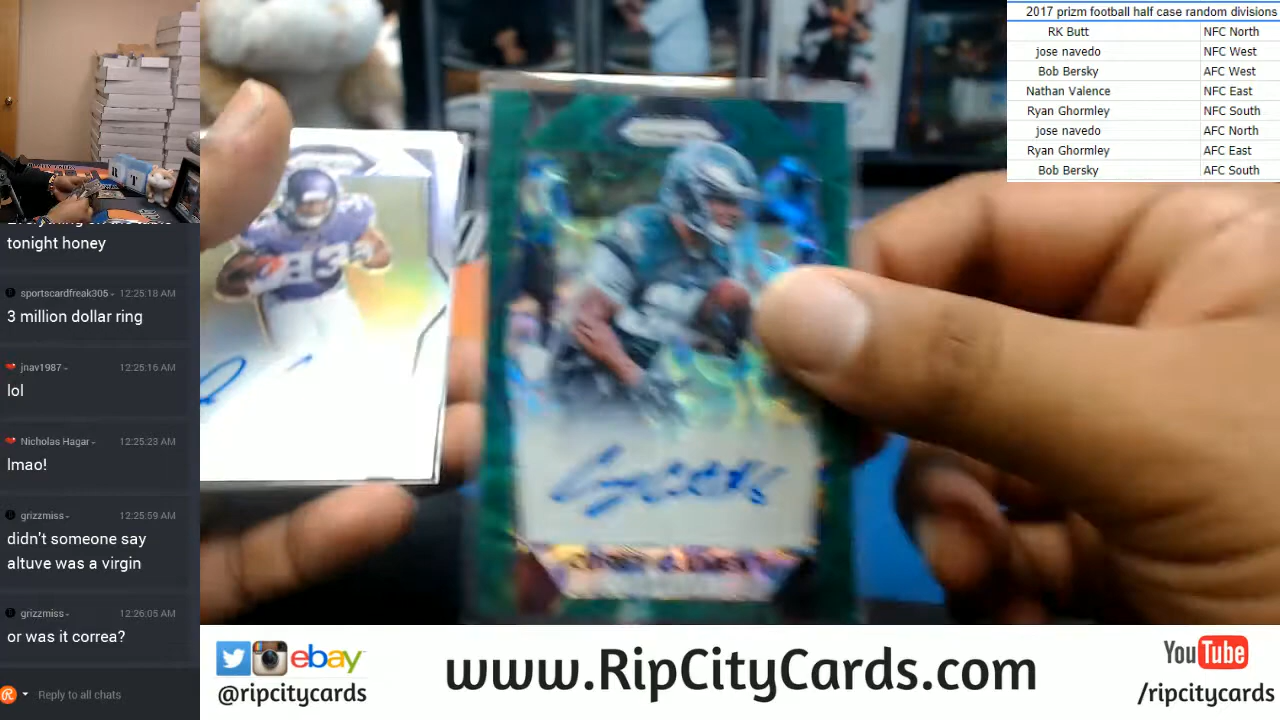 2017 prizm football half case random divisions
RK Butt NFC North
jose navedo NFC West
Bob Bersky AFC West
Nathan Valence NFC East
Ryan Ghormley NFC South
jose navedo AFC North
Ryan Ghormley AFC East
Bob Bersky AFC South
tonight honey
sportscardfreak305 - 12:25:18 AM
3 million dollar ring
jnav1987 - 12:25:16 AM
lol
Nicholas Hagar - 12:25:23 AM
lmao!
grizzmiss - 12:25:59 AM
didn't someone say
altuve was a virgin
grizzmiss - 12:26:05 AM
or was it correa?
Reply to all chats
ebay
@ripcitycards
www.RipCityCards.com
YouTube
/ripcitycards